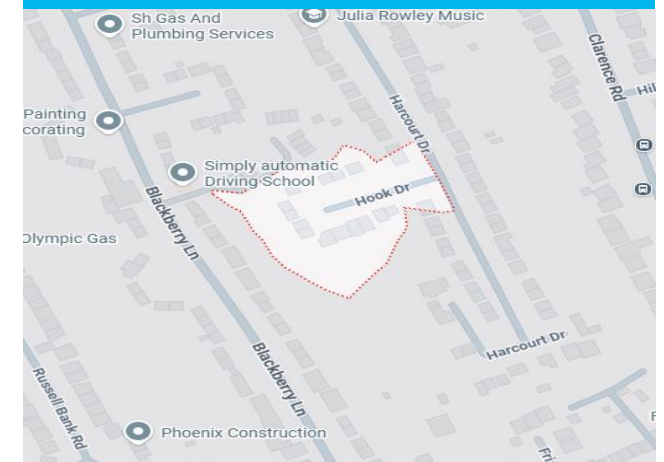 Sh Gas And
Plumbing Services
Julia Rowley Music
Clarence Rd
Painting
corating
Harcourt Dr
Simply automatic
Driving School
Hook Dr
Blackberry Ln
Olympic Gas
Harcourt Dr
Blackberry Ln
Russell Bank Rd
Phoenix Construction